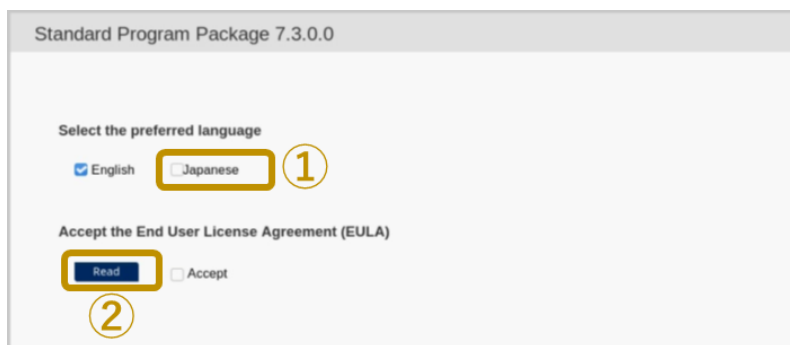 Standard Program Package 7.3.0.0
Select the preferred language
English Japanese ①
Accept the End User License Agreement (EULA)
Read Accept
②